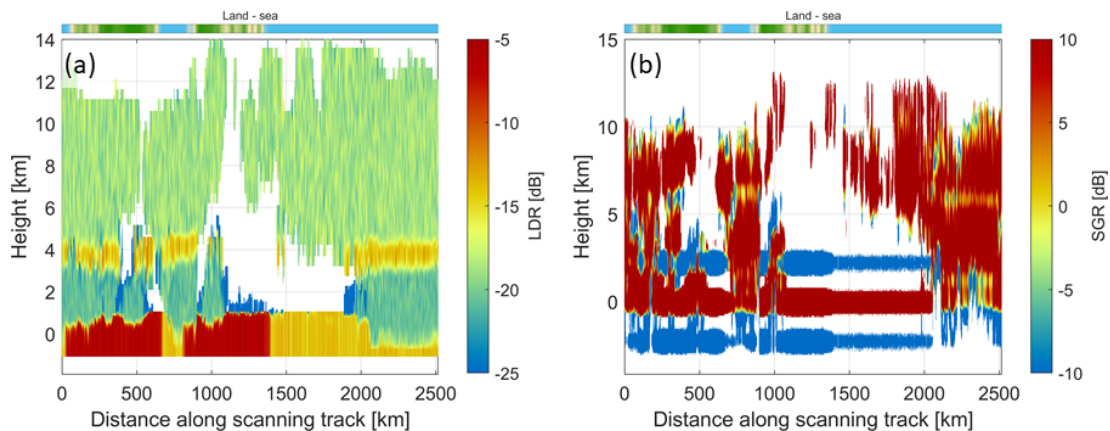 Land - sea
(a)
14
12
10
8
6
4
2
0
Height [km]
0 500 1000 1500 2000 2500
Distance along scanning track [km]
-5
-10
-15
-20
-25
LDR [dB]
Land - sea
(b)
15
10
5
0
Height [km]
0 500 1000 1500 2000 2500
Distance along scanning track [km]
10
5
0
-5
-10
SGR [dB]